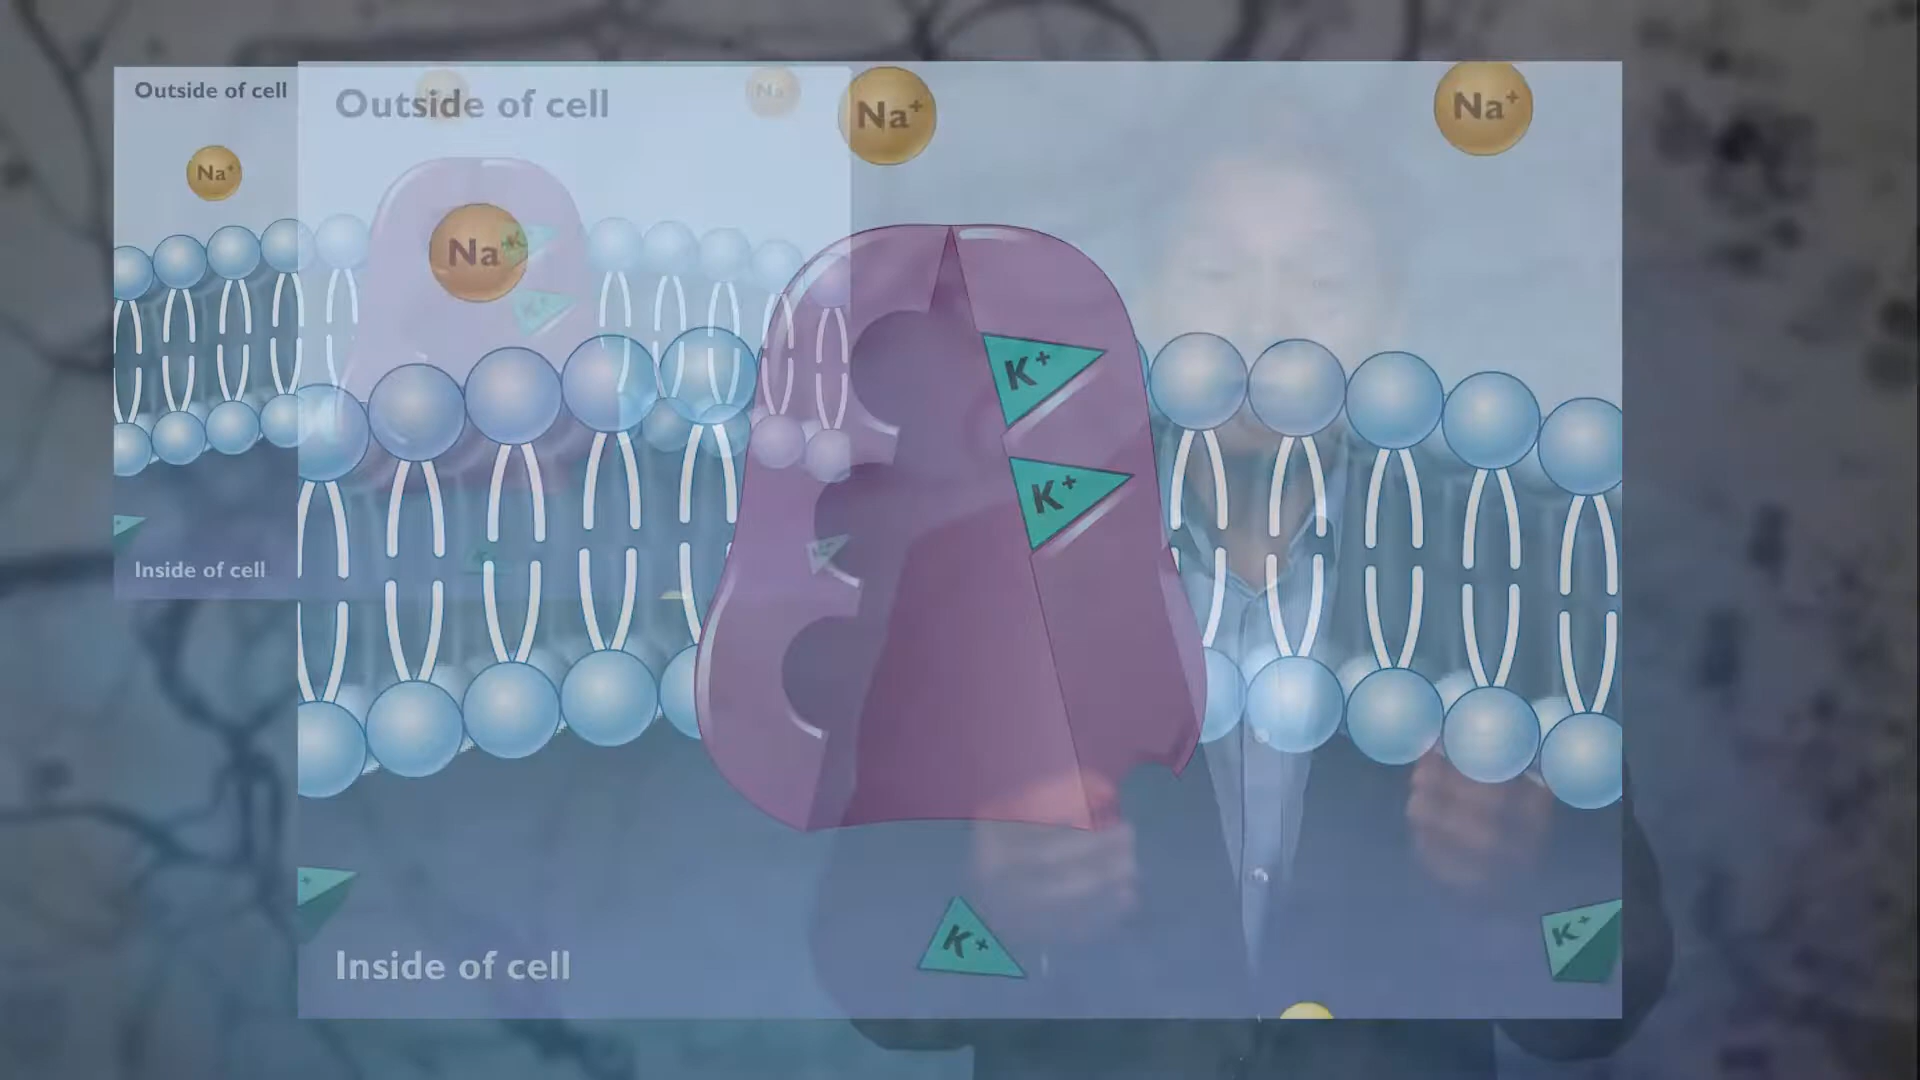 Outside of cell
Outside of cell
Na
Na⁺
Na⁺
Na⁺
Na
K⁺
K⁺
Inside of cell
K⁺
K⁺
Inside of cell